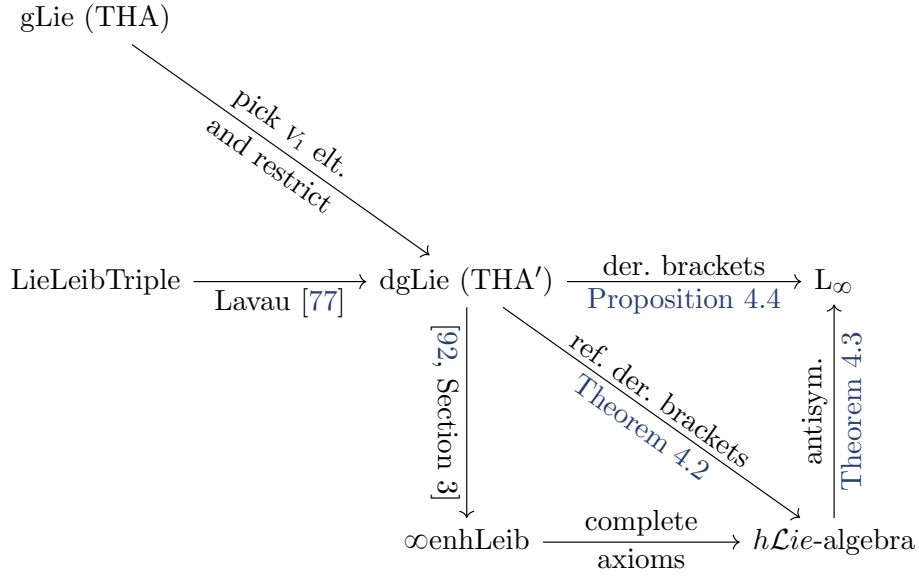 gLie (THA)
pick V₁ elt.
and restrict
LieLeibTriple
Lavau [77]
dgLie (THA′)
der. brackets
Proposition 4.4
L∞
[92, Section 3]
ref. der. brackets
Theorem 4.2
antisym.
Theorem 4.3
∞enhLeib
complete
axioms
hLie-algebra